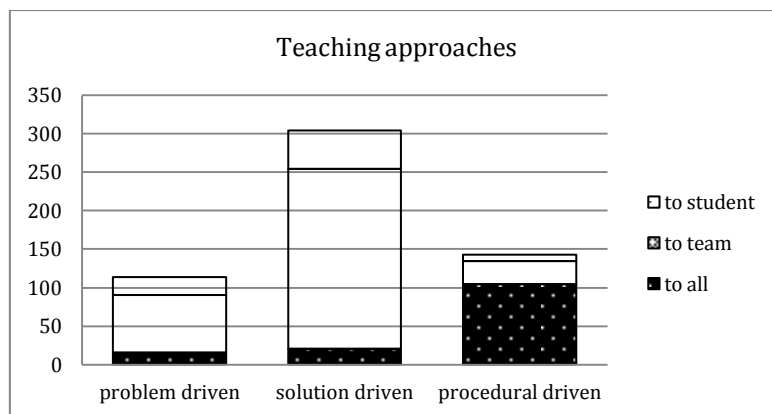 Teaching approaches
350
300
250
200
150
100
50
0
problem driven
solution driven
procedural driven
to student
to team
to all